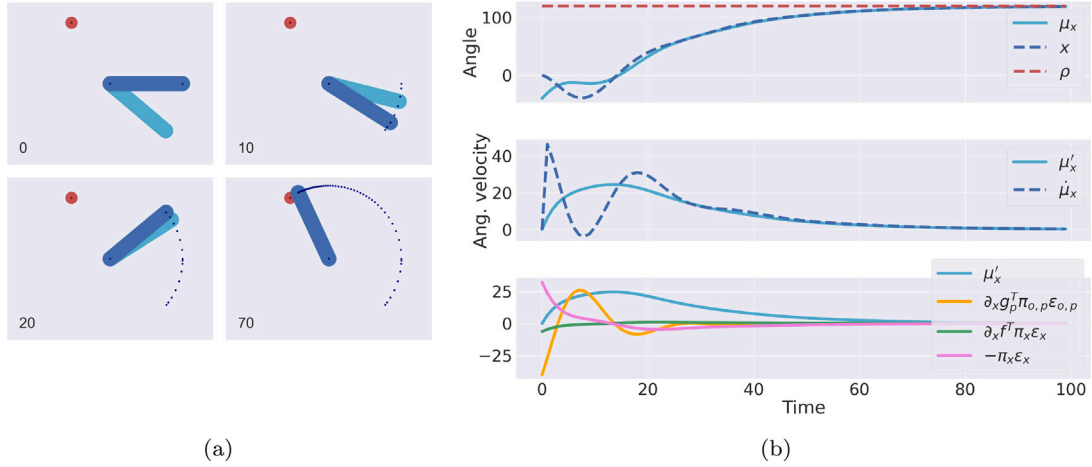 0
10
20
70
(a)
Angle
100
0
μₓ
x
ρ
Ang. velocity
40
20
0
μ′ₓ
μ̇ₓ
25
0
−25
μ′ₓ
∂ₓgₚᵀπₒ,ₚεₒ,ₚ
∂ₓfᵀπₓεₓ
−πₓεₓ
0 20 40 60 80 100
Time
(b)